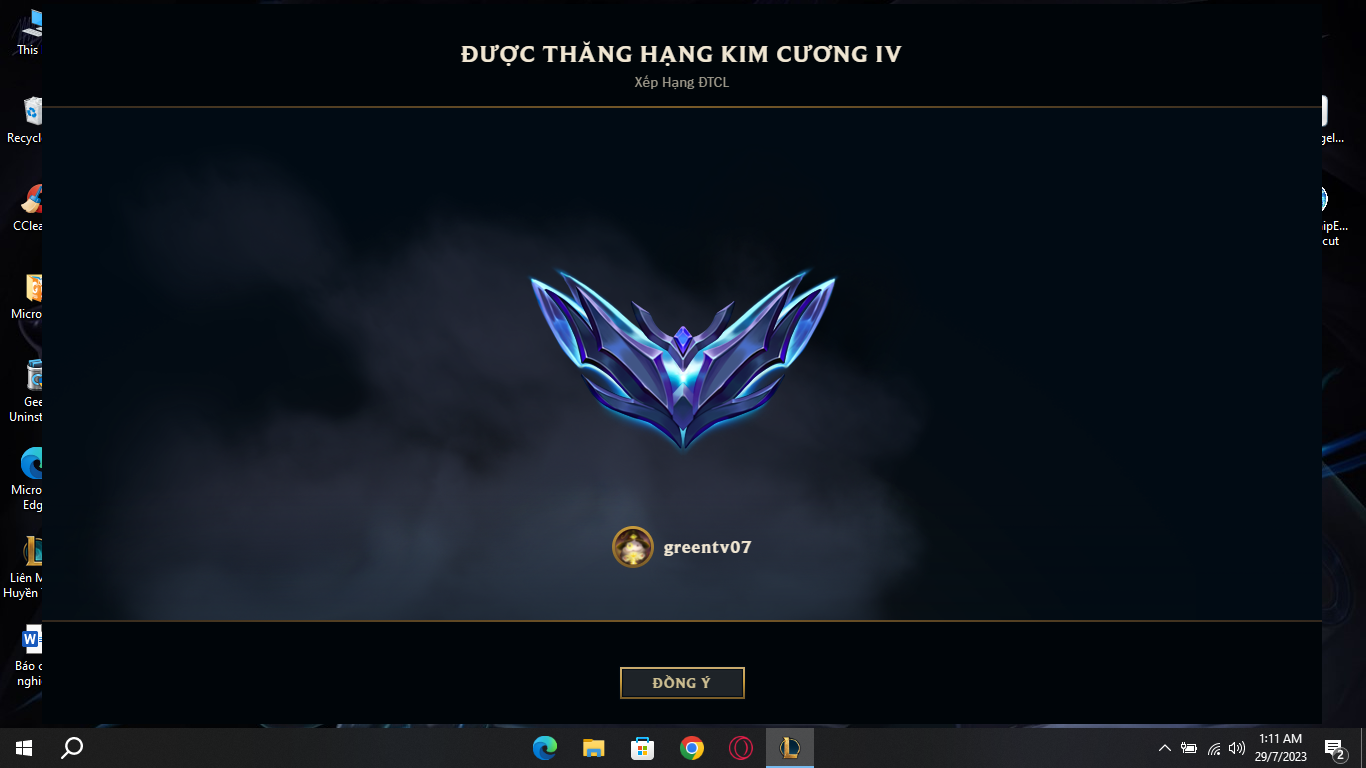 ĐƯỢC THĂNG HẠNG KIM CƯƠNG IV
Xếp Hạng ĐTCL
This
Recycl
CClea
Micro
Gee
Uninst
Micro
Edg
Liên M
Huyền
Báo c
nghi
gel...
ipE...
cut
greentv07
ĐỒNG Ý
1:11 AM
29/7/2023
2